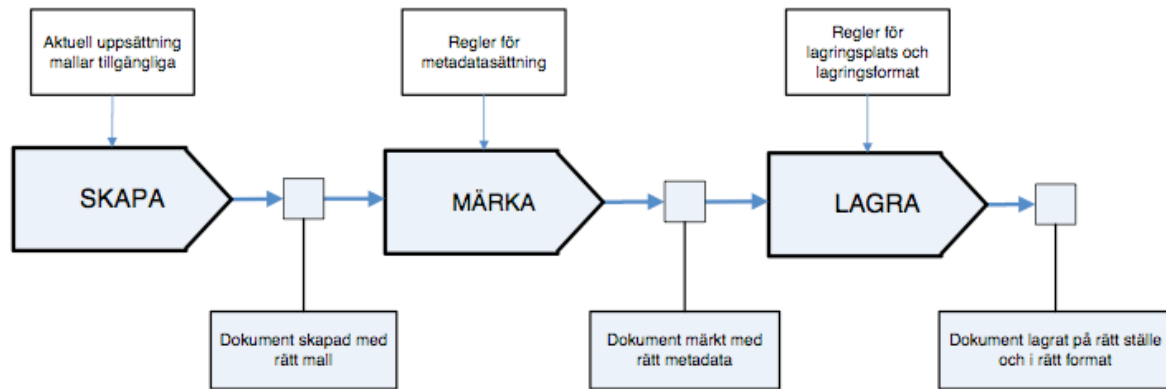 Aktuell uppsättning
mallar tillgängliga
Regler för
metadatasättning
Regler för
lagringsplats och
lagringsformat
SKAPA
MÄRKA
LAGRA
Dokument skapad med
rätt mall
Dokument märkt med
rätt metadata
Dokument lagrat på rätt ställe
och i rätt format